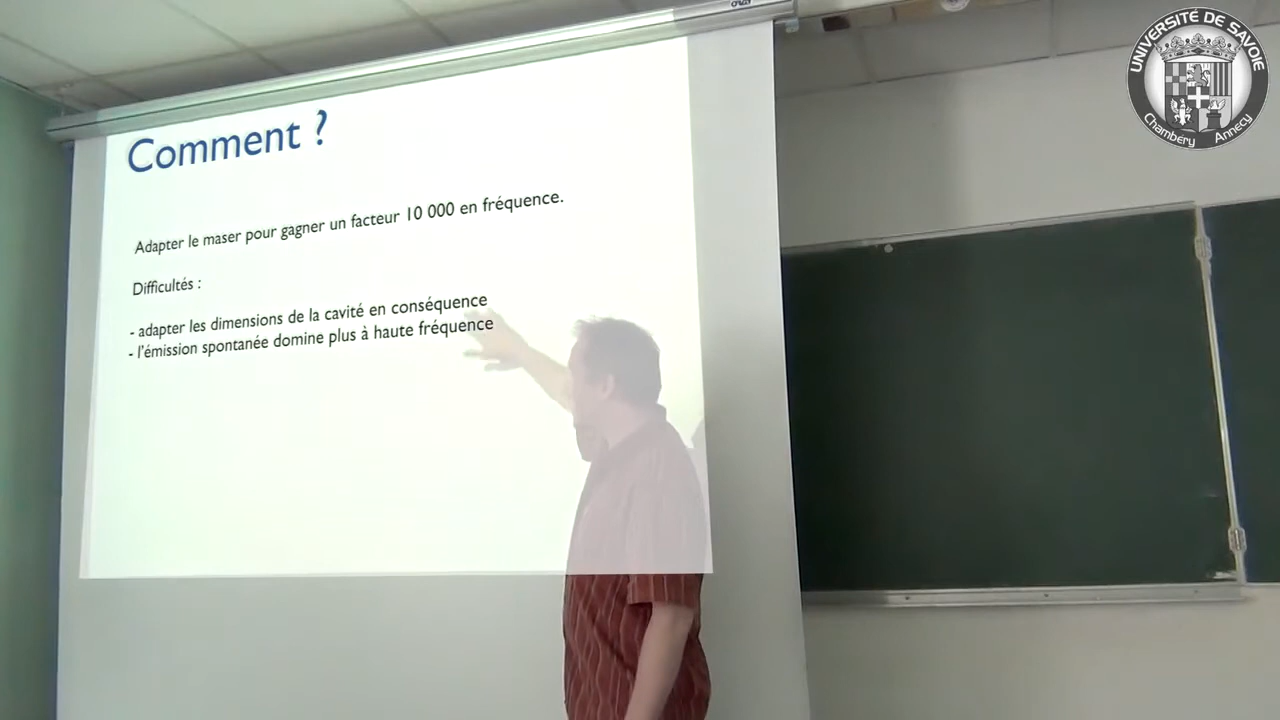 Comment ?
Adapter le maser pour gagner un facteur 10 000 en fréquence.
Difficultés :
- adapter les dimensions de la cavité en conséquence
- l'émission spontanée domine plus à haute fréquence
UNIVERSITÉ DE SAVOIE
Chambéry Annecy